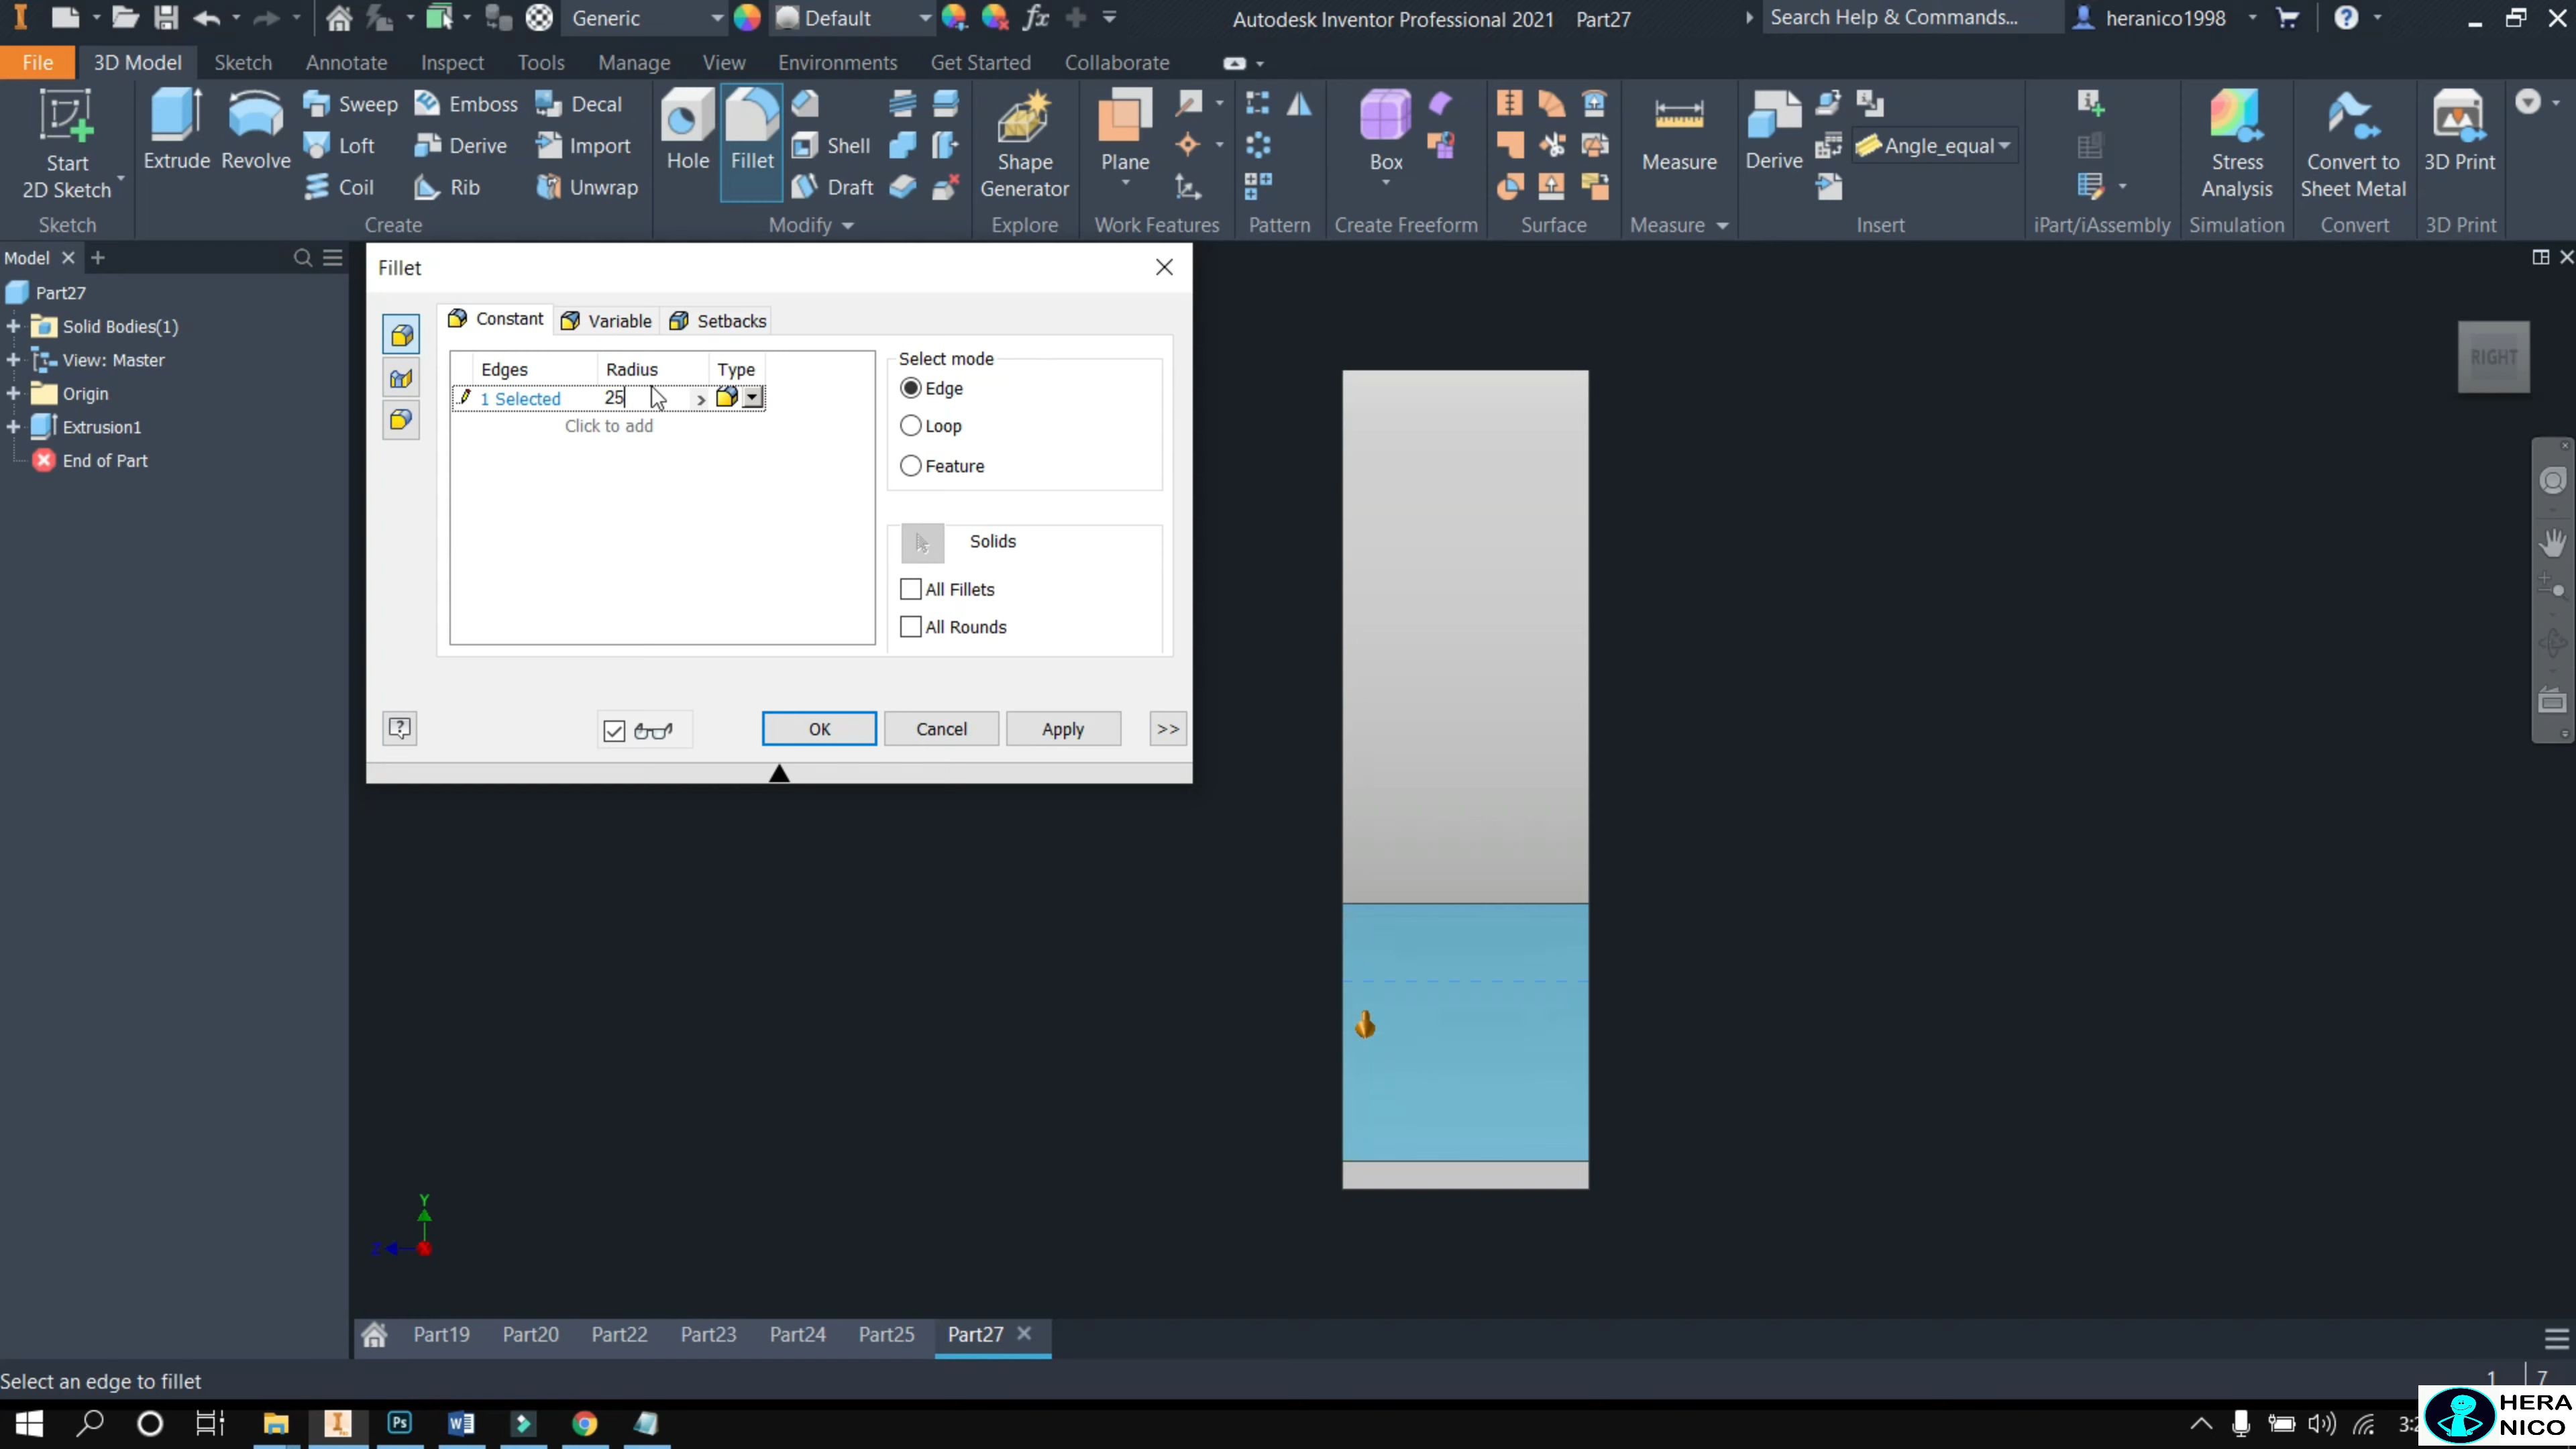 Generic
Default
fx
Autodesk Inventor Professional 2021 Part27
Search Help & Commands...
heranico1998
File
3D Model
Sketch
Annotate
Inspect
Tools
Manage
View
Environments
Get Started
Collaborate
Start
2D Sketch
Extrude
Revolve
Sweep
Loft
Coil
Emboss
Derive
Rib
Decal
Import
Unwrap
Hole
Fillet
Shell
Draft
Shape
Generator
Plane
Box
Measure
Derive
Angle_equal
Stress
Analysis
Convert to
Sheet Metal
3D Print
Sketch
Create
Modify
Explore
Work Features
Pattern
Create Freeform
Surface
Measure
Insert
iPart/iAssembly
Simulation
Convert
3D Print
Model
Part27
Solid Bodies(1)
View: Master
Origin
Extrusion1
End of Part
Fillet
Constant
Variable
Setbacks
Edges Radius Type
1 Selected 25
Click to add
Select mode
Edge
Loop
Feature
Solids
All Fillets
All Rounds
OK
Cancel
Apply
>>
RIGHT
Y
Z
Part19
Part20
Part22
Part23
Part24
Part25
Part27
Select an edge to fillet
1 7
Ps
HERA
NICO